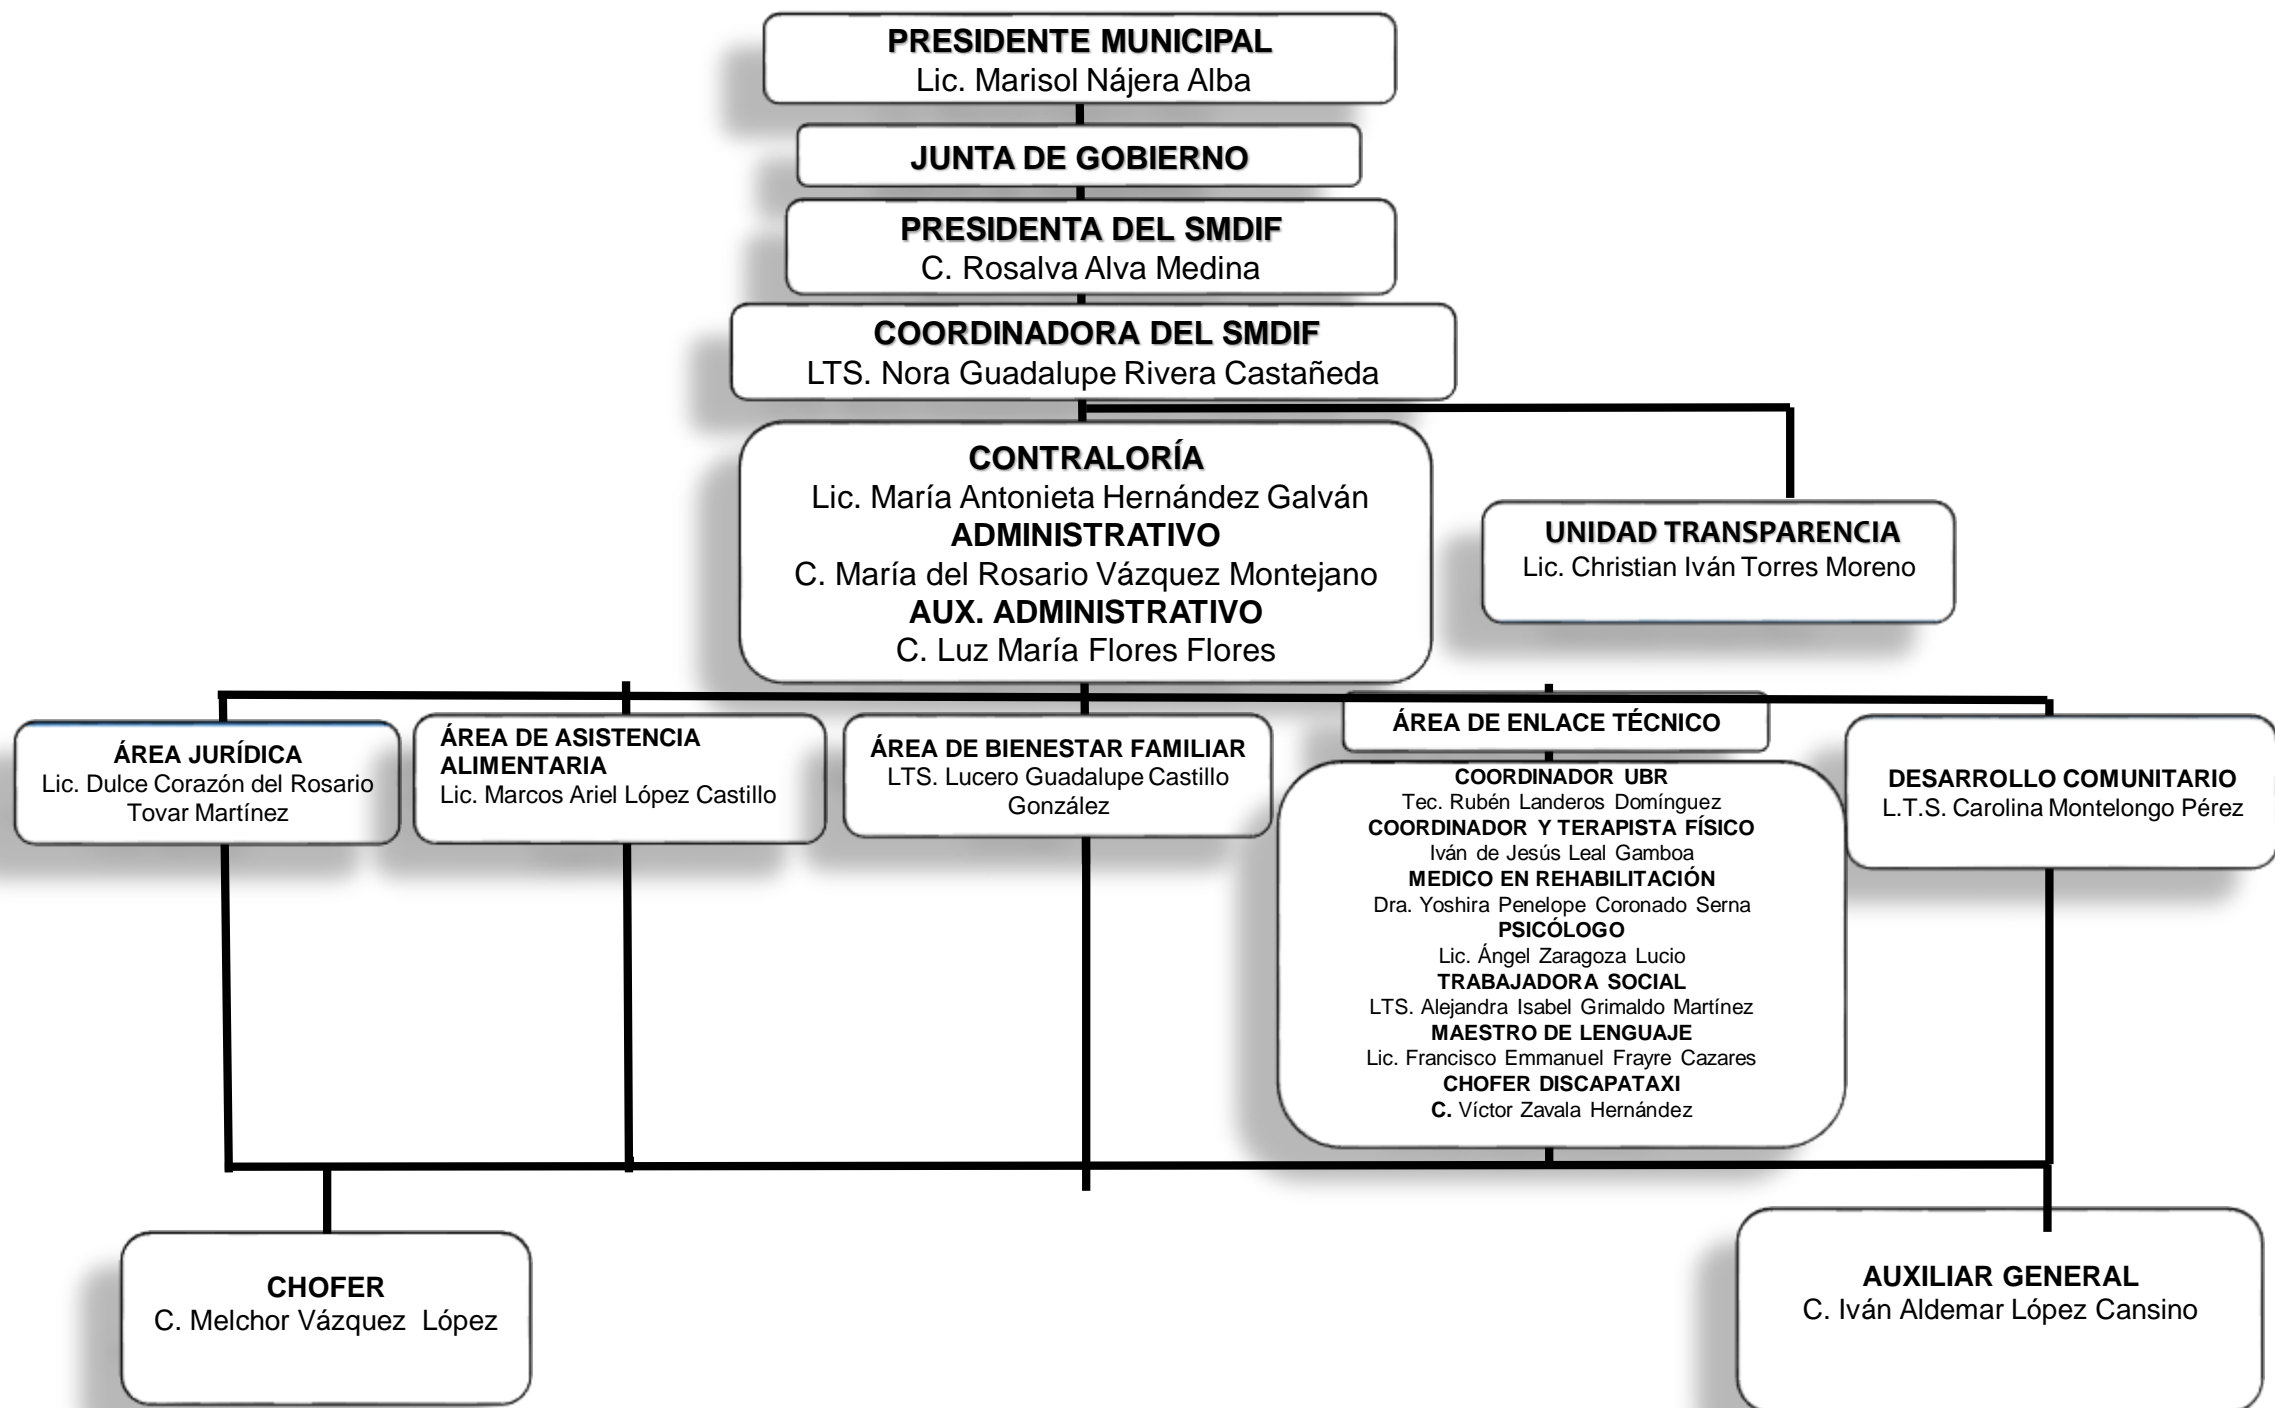 PRESIDENTE MUNICIPAL
Lic. Marisol Nájera Alba
JUNTA DE GOBIERNO
PRESIDENTA DEL SMDIF
C. Rosalva Alva Medina
COORDINADORA DEL SMDIF
LTS. Nora Guadalupe Rivera Castañeda
CONTRALORÍA
Lic. María Antonieta Hernández Galván
ADMINISTRATIVO
C. María del Rosario Vázquez Montejano
AUX. ADMINISTRATIVO
C. Luz María Flores Flores
UNIDAD TRANSPARENCIA
Lic. Christian Iván Torres Moreno
ÁREA JURÍDICA
Lic. Dulce Corazón del Rosario
Tovar Martínez
ÁREA DE ASISTENCIA
ALIMENTARIA
Lic. Marcos Ariel López Castillo
ÁREA DE BIENESTAR FAMILIAR
LTS. Lucero Guadalupe Castillo
González
ÁREA DE ENLACE TÉCNICO
COORDINADOR UBR
Tec. Rubén Landeros Domínguez
COORDINADOR Y TERAPISTA FÍSICO
Iván de Jesús Leal Gamboa
MEDICO EN REHABILITACIÓN
Dra. Yoshira Penelope Coronado Serna
PSICÓLOGO
Lic. Ángel Zaragoza Lucio
TRABAJADORA SOCIAL
LTS. Alejandra Isabel Grimaldo Martínez
MAESTRO DE LENGUAJE
Lic. Francisco Emmanuel Frayre Cazares
CHOFER DISCAPATAXI
C. Víctor Zavala Hernández
DESARROLLO COMUNITARIO
L.T.S. Carolina Montelongo Pérez
CHOFER
C. Melchor Vázquez López
AUXILIAR GENERAL
C. Iván Aldemar López Cansino